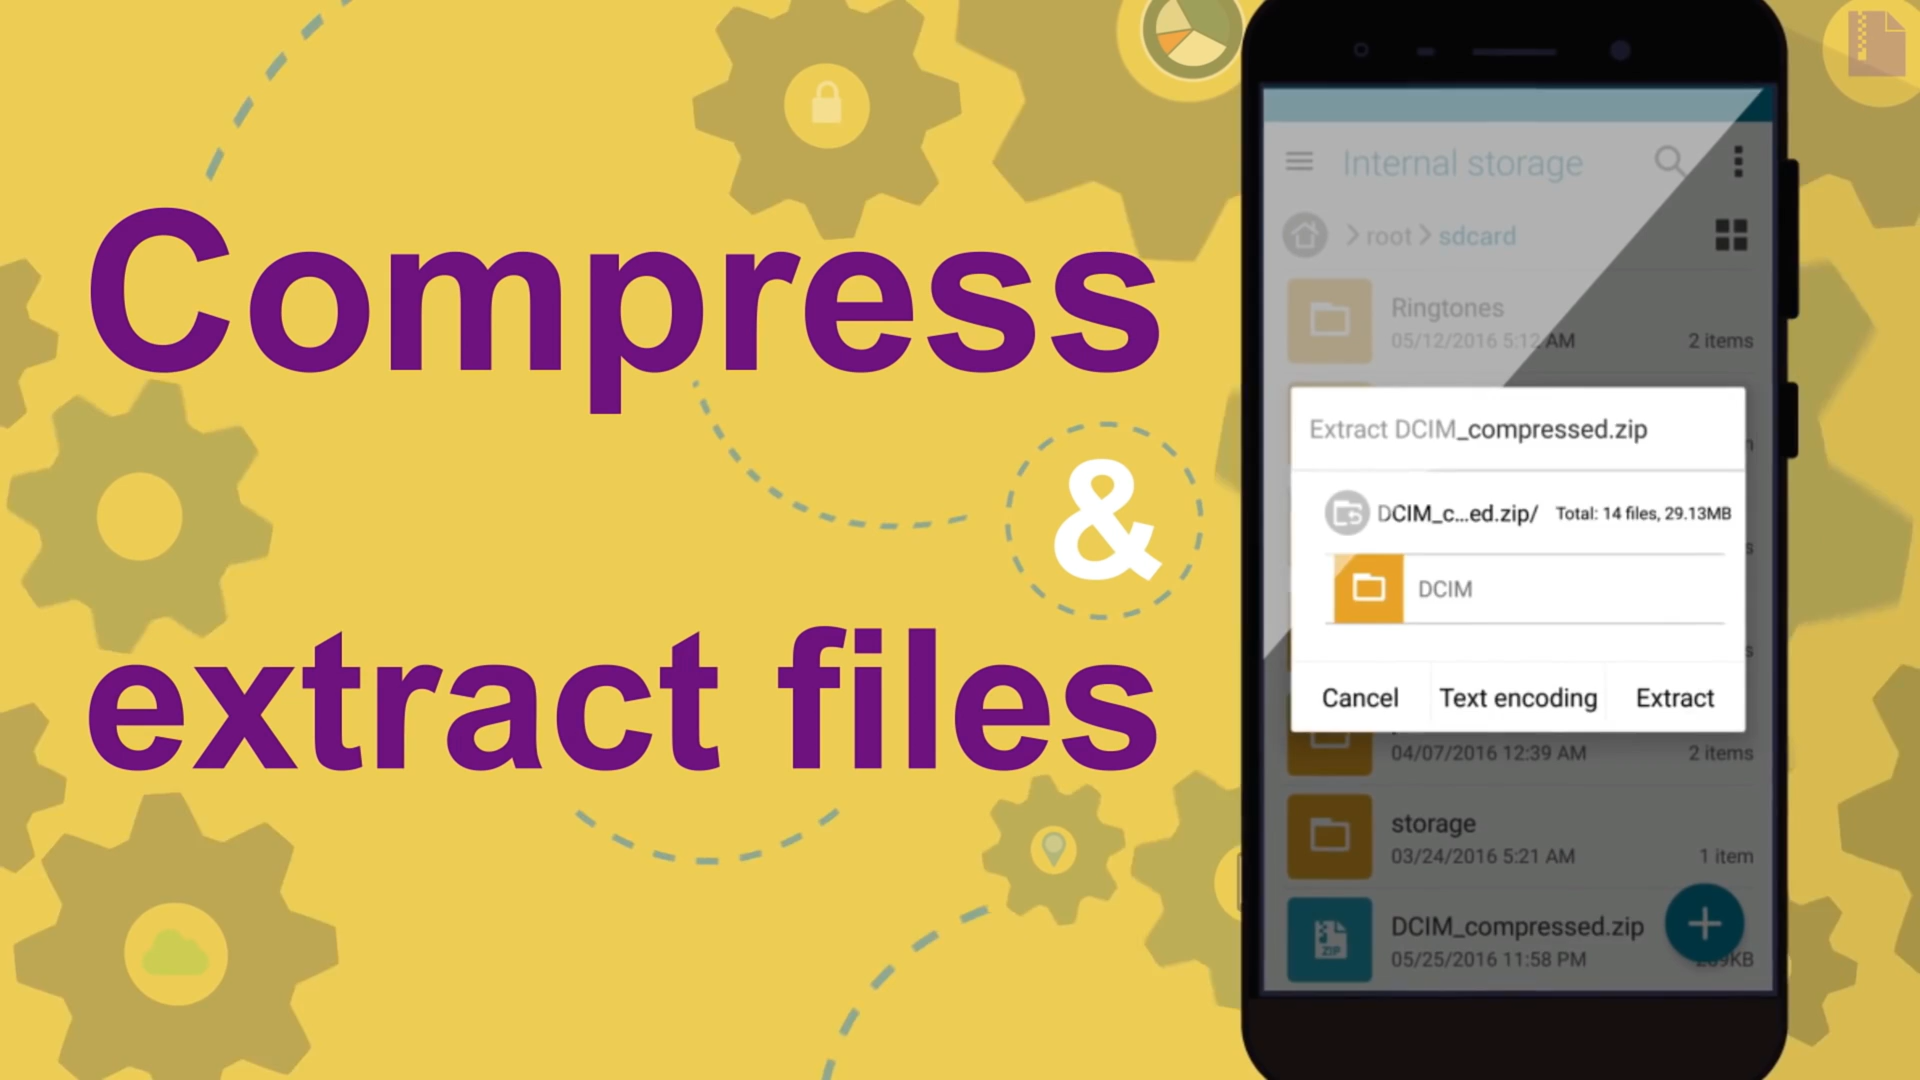 Compress
&
extract files
Internal storage
root
sdcard
Ringtones
05/12/2016 5:12 AM
2 items
Extract DCIM_compressed.zip
DCIM_c...ed.zip/
Total: 14 files, 29.13MB
DCIM
Cancel
Text encoding
Extract
04/07/2016 12:39 AM
2 items
storage
03/24/2016 5:21 AM
1 item
ZIP
DCIM_compressed.zip
05/25/2016 11:58 PM